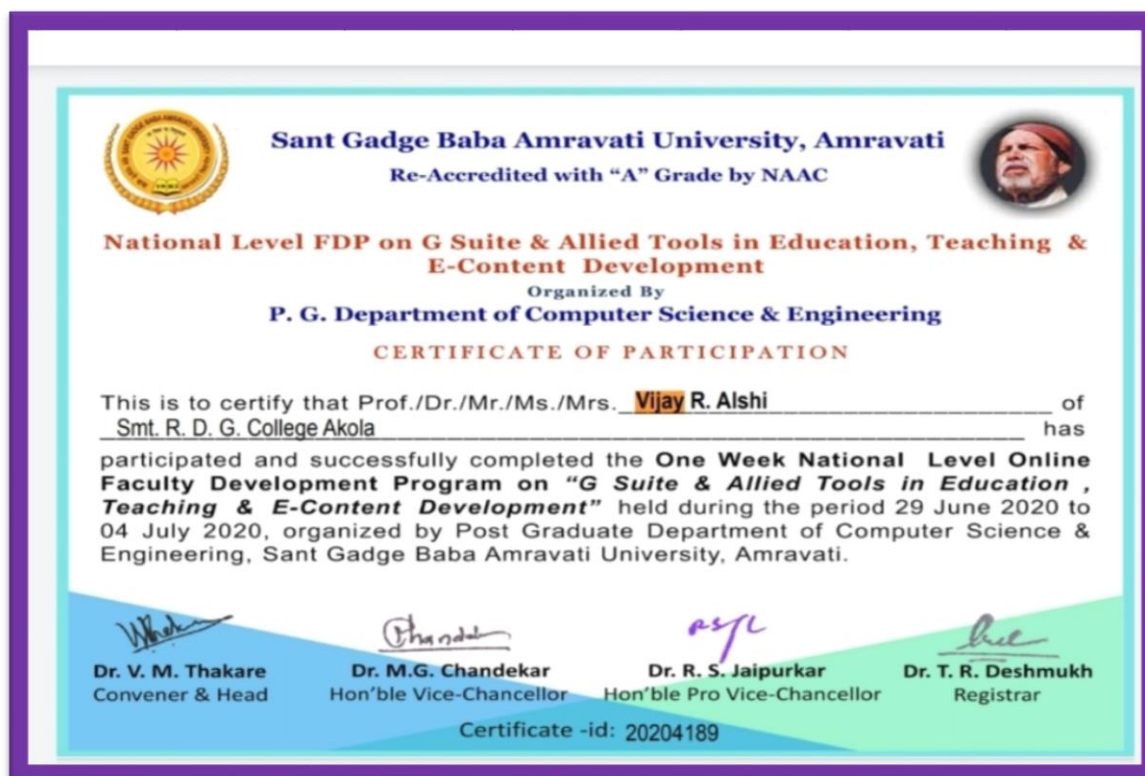 Sant Gadge Baba Amravati University, Amravati
Re-Accredited with “A” Grade by NAAC
National Level FDP on G Suite & Allied Tools in Education, Teaching &
E-Content Development
Organized By
P. G. Department of Computer Science & Engineering
CERTIFICATE OF PARTICIPATION
This is to certify that Prof./Dr./Mr./Ms./Mrs. Vijay R. Alshi of
Smt. R. D. G. College Akola has
participated and successfully completed the One Week National Level Online
Faculty Development Program on “G Suite & Allied Tools in Education ,
Teaching & E-Content Development” held during the period 29 June 2020 to
04 July 2020, organized by Post Graduate Department of Computer Science &
Engineering, Sant Gadge Baba Amravati University, Amravati.
Dr. V. M. Thakare Dr. M.G. Chandekar Dr. R. S. Jaipurkar Dr. T. R. Deshmukh
Convener & Head Hon’ble Vice-Chancellor Hon’ble Pro Vice-Chancellor Registrar
Certificate -id: 20204189